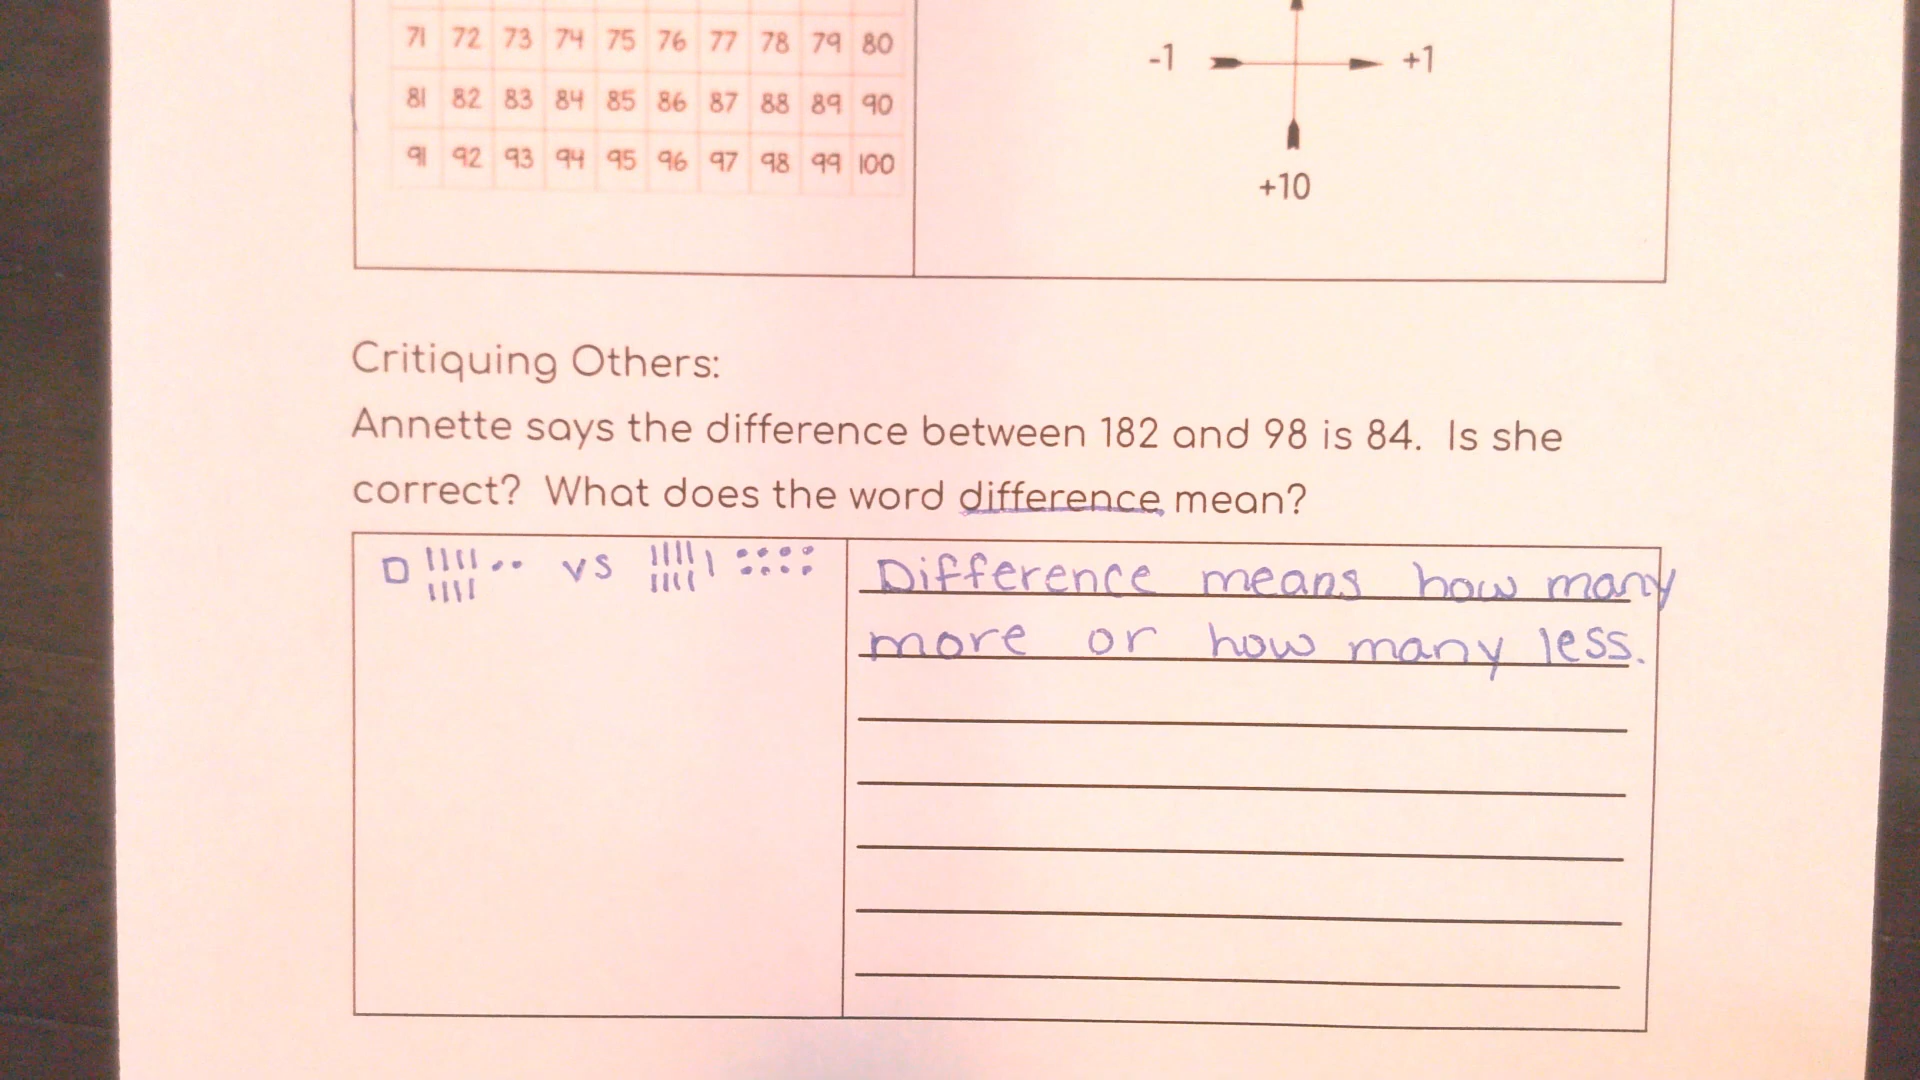 71 72 73 74 75 76 77 78 79 80
81 82 83 84 85 86 87 88 89 90
91 92 93 94 95 96 97 98 99 100
-1 +1
+10
Critiquing Others:
Annette says the difference between 182 and 98 is 84. Is she
correct? What does the word difference mean?
vs
Difference means how many
more or how many less.